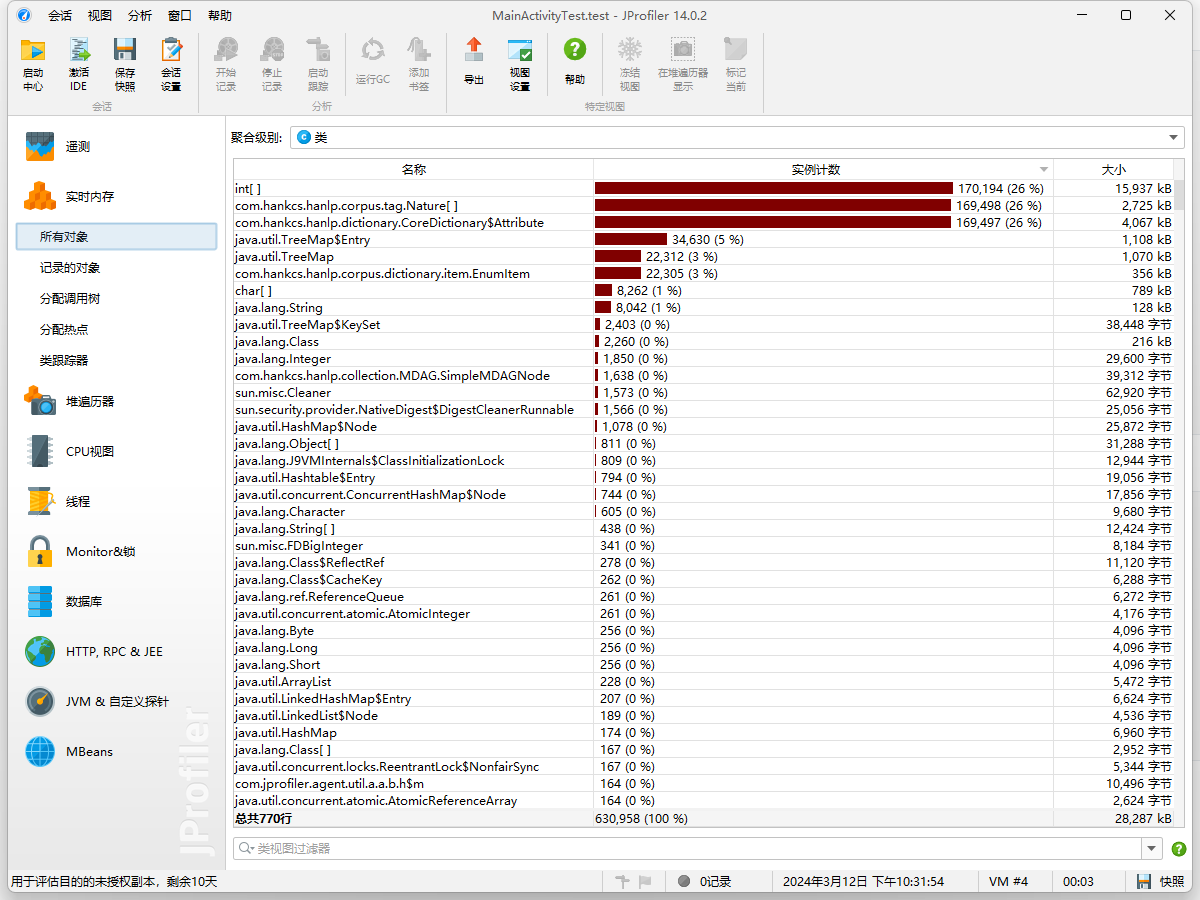 会话 视图 分析 窗口 帮助 MainActivityTest.test - JProfiler 14.0.2
启动中心 激活IDE 保存快照 会话设置 开始记录 停止记录 启动跟踪 运行GC 添加书签 导出 视图设置 帮助 冻结视图 在堆遍历器显示 标记当前
会话 分析 特定视图
遥测
实时内存
所有对象
记录的对象
分配调用树
分配热点
类跟踪器
堆遍历器
CPU视图
线程
Monitor&锁
数据库
HTTP, RPC & JEE
JVM & 自定义探针
MBeans
JProfiler
聚合级别: C 类
名称 实例计数 大小
int[ ] 170,194 (26 %) 15,937 kB
com.hankcs.hanlp.corpus.tag.Nature[ ] 169,498 (26 %) 2,725 kB
com.hankcs.hanlp.dictionary.CoreDictionary$Attribute 169,497 (26 %) 4,067 kB
java.util.TreeMap$Entry 34,630 (5 %) 1,108 kB
java.util.TreeMap 22,312 (3 %) 1,070 kB
com.hankcs.hanlp.corpus.dictionary.item.EnumItem 22,305 (3 %) 356 kB
char[ ] 8,262 (1 %) 789 kB
java.lang.String 8,042 (1 %) 128 kB
java.util.TreeMap$KeySet 2,403 (0 %) 38,448 字节
java.lang.Class 2,260 (0 %) 216 kB
java.lang.Integer 1,850 (0 %) 29,600 字节
com.hankcs.hanlp.collection.MDAG.SimpleMDAGNode 1,638 (0 %) 39,312 字节
sun.misc.Cleaner 1,573 (0 %) 62,920 字节
sun.security.provider.NativeDigest$DigestCleanerRunnable 1,566 (0 %) 25,056 字节
java.util.HashMap$Node 1,078 (0 %) 25,872 字节
java.lang.Object[ ] 811 (0 %) 31,288 字节
java.lang.J9VMInternals$ClassInitializationLock 809 (0 %) 12,944 字节
java.util.Hashtable$Entry 794 (0 %) 19,056 字节
java.util.concurrent.ConcurrentHashMap$Node 744 (0 %) 17,856 字节
java.lang.Character 605 (0 %) 9,680 字节
java.lang.String[ ] 438 (0 %) 12,424 字节
sun.misc.FDBigInteger 341 (0 %) 8,184 字节
java.lang.Class$ReflectRef 278 (0 %) 11,120 字节
java.lang.Class$CacheKey 262 (0 %) 6,288 字节
java.lang.ref.ReferenceQueue 261 (0 %) 6,272 字节
java.util.concurrent.atomic.AtomicInteger 261 (0 %) 4,176 字节
java.lang.Byte 256 (0 %) 4,096 字节
java.lang.Long 256 (0 %) 4,096 字节
java.lang.Short 256 (0 %) 4,096 字节
java.util.ArrayList 228 (0 %) 5,472 字节
java.util.LinkedHashMap$Entry 207 (0 %) 6,624 字节
java.util.LinkedList$Node 189 (0 %) 4,536 字节
java.util.HashMap 174 (0 %) 6,960 字节
java.lang.Class[ ] 167 (0 %) 2,952 字节
java.util.concurrent.locks.ReentrantLock$NonfairSync 167 (0 %) 5,344 字节
com.jprofiler.agent.util.a.a.b.h$m 164 (0 %) 10,496 字节
java.util.concurrent.atomic.AtomicReferenceArray 164 (0 %) 2,624 字节
总共770行 630,958 (100 %) 28,287 kB
类视图过滤器
用于评估目的的未授权副本，剩余10天 0记录 2024年3月12日 下午10:31:54 VM #4 00:03 快照